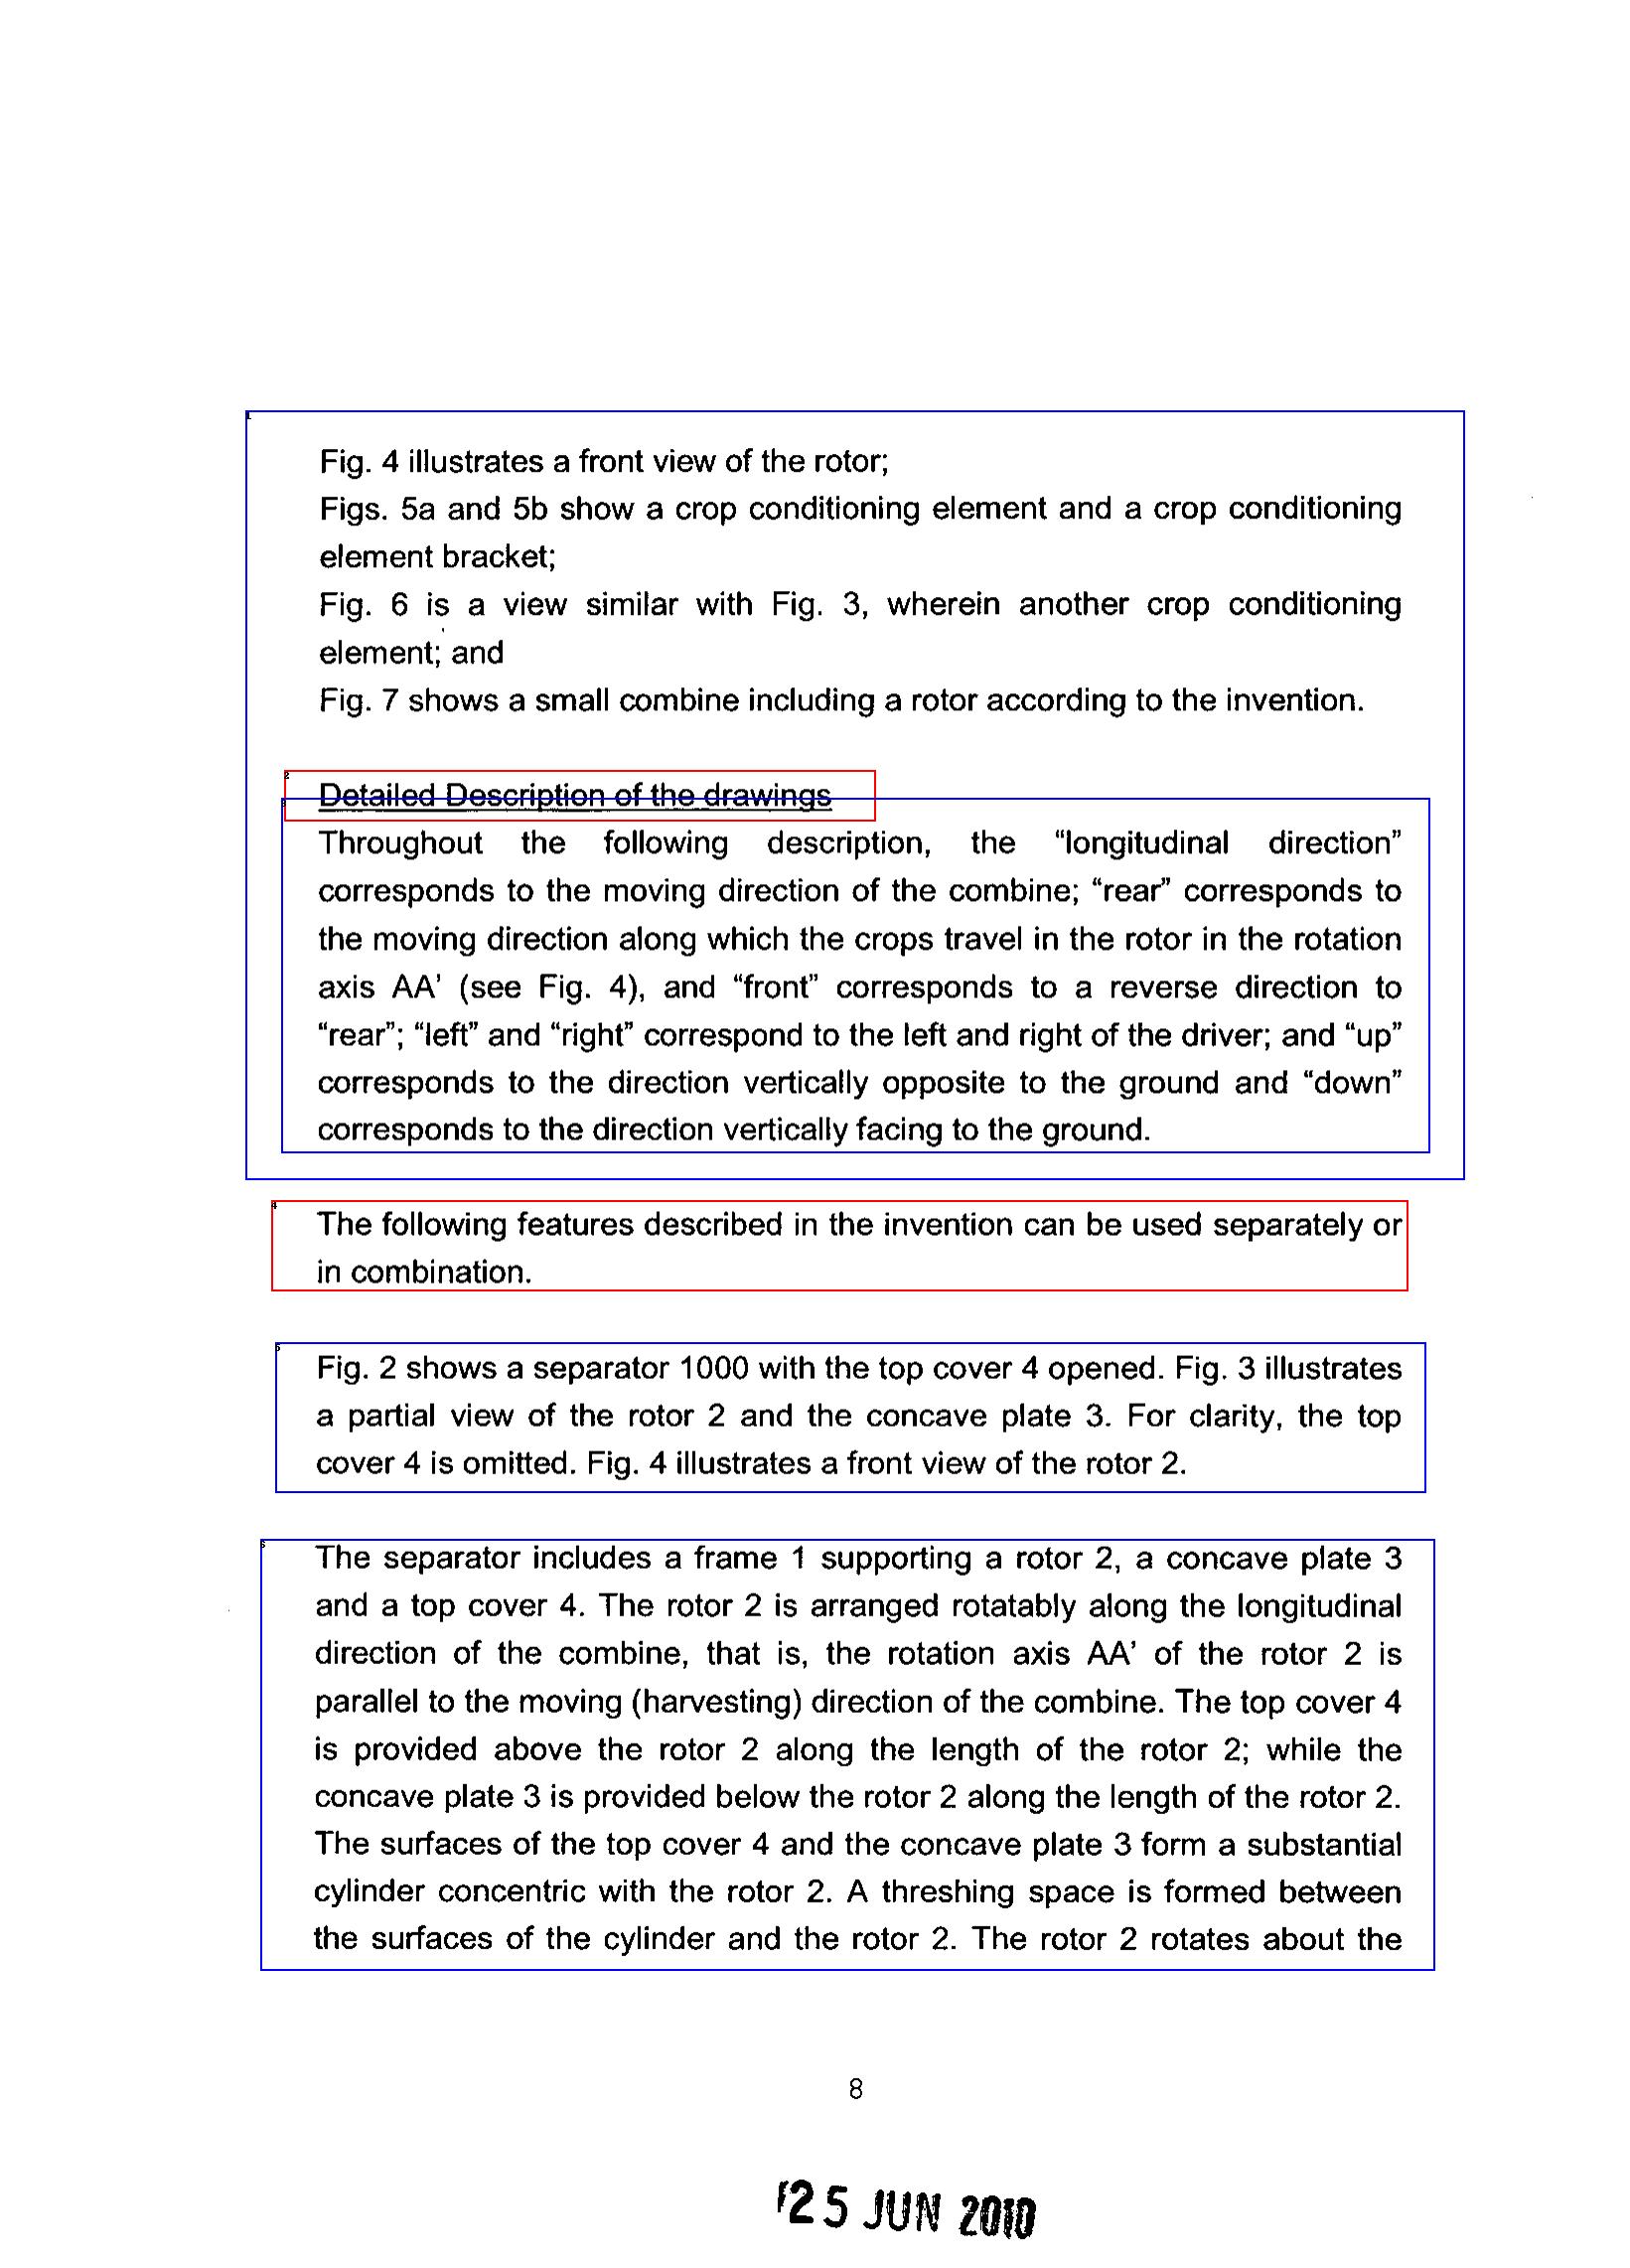 Fig. 4 illustrates a front view of the rotor;
Figs. 5a and 5b show a crop conditioning element and a crop conditioning
element bracket;
Fig. 6 is a view similar with Fig. 3, wherein another crop conditioning
element; and
Fig. 7 shows a small combine including a rotor according to the invention.
Detailed Description of the drawings
Throughout the following description, the “longitudinal direction”
corresponds to the moving direction of the combine; “rear” corresponds to
the moving direction along which the crops travel in the rotor in the rotation
axis AA’ (see Fig. 4), and “front” corresponds to a reverse direction to
“rear”; “left” and “right” correspond to the left and right of the driver; and “up”
corresponds to the direction vertically opposite to the ground and “down”
corresponds to the direction vertically facing to the ground.
The following features described in the invention can be used separately or
in combination.
Fig. 2 shows a separator 1000 with the top cover 4 opened. Fig. 3 illustrates
a partial view of the rotor 2 and the concave plate 3. For clarity, the top
cover 4 is omitted. Fig. 4 illustrates a front view of the rotor 2.
The separator includes a frame 1 supporting a rotor 2, a concave plate 3
and a top cover 4. The rotor 2 is arranged rotatably along the longitudinal
direction of the combine, that is, the rotation axis AA’ of the rotor 2 is
parallel to the moving (harvesting) direction of the combine. The top cover 4
is provided above the rotor 2 along the length of the rotor 2; while the
concave plate 3 is provided below the rotor 2 along the length of the rotor 2.
The surfaces of the top cover 4 and the concave plate 3 form a substantial
cylinder concentric with the rotor 2. A threshing space is formed between
the surfaces of the cylinder and the rotor 2. The rotor 2 rotates about the
8
25 JUN 2010